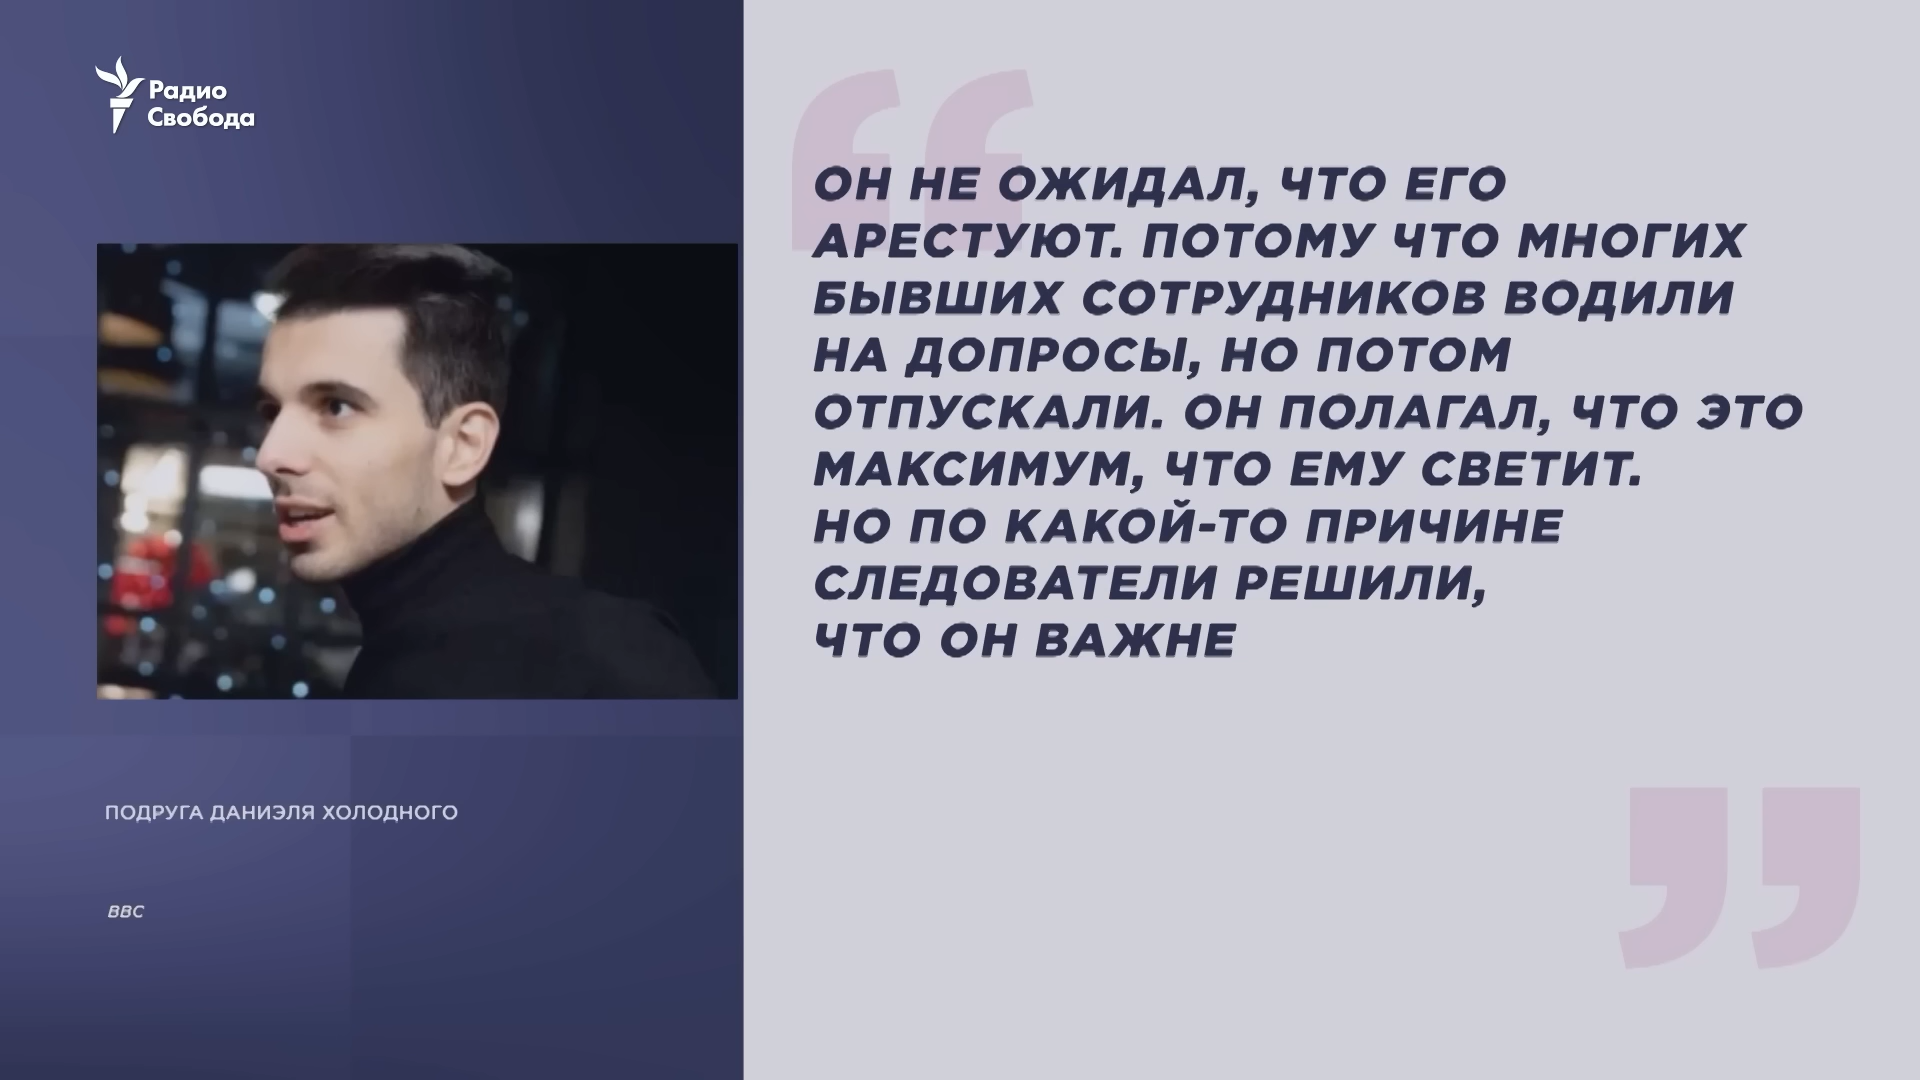 Радио
Свобода
ОН НЕ ОЖИДАЛ, ЧТО ЕГО
АРЕСТУЮТ. ПОТОМУ ЧТО МНОГИХ
БЫВШИХ СОТРУДНИКОВ ВОДИЛИ
НА ДОПРОСЫ, НО ПОТОМ
ОТПУСКАЛИ. ОН ПОЛАГАЛ, ЧТО ЭТО
МАКСИМУМ, ЧТО ЕМУ СВЕТИТ.
НО ПО КАКОЙ-ТО ПРИЧИНЕ
СЛЕДОВАТЕЛИ РЕШИЛИ,
ЧТО ОН ВАЖНЕ
ПОДРУГА ДАНИЭЛЯ ХОЛОДНОГО
BBC